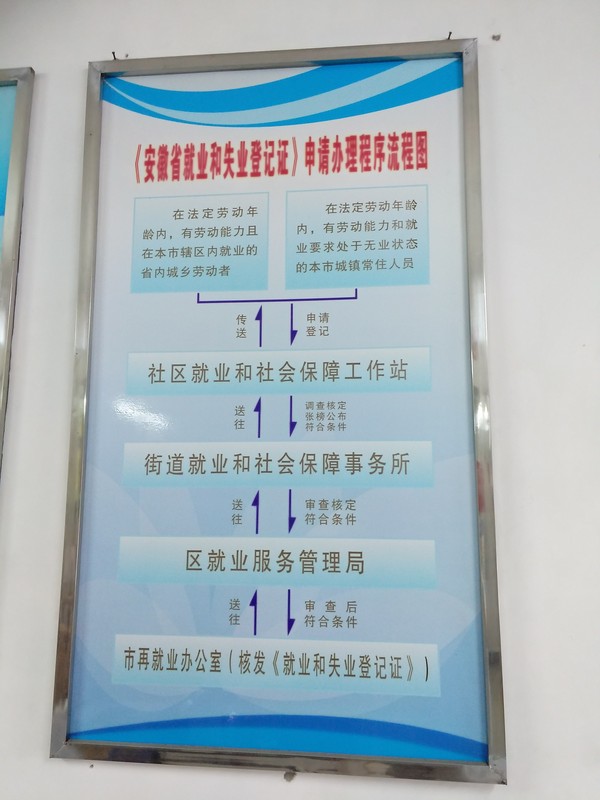 《安徽省就业和失业登记证》申请办理程序流程图
在法定劳动年
龄内，有劳动能力且
在本市辖区内就业的
省内城乡劳动者
在法定劳动年龄
内，有劳动能力和就
业要求处于无业状态
的本市城镇常住人员
传
送
申请
登记
社区就业和社会保障工作站
送
往
调查核定
张榜公布
符合条件
街道就业和社会保障事务所
送
往
审查核定
符合条件
区就业服务管理局
送
往
审查后
符合条件
市再就业办公室（核发《就业和失业登记证》）